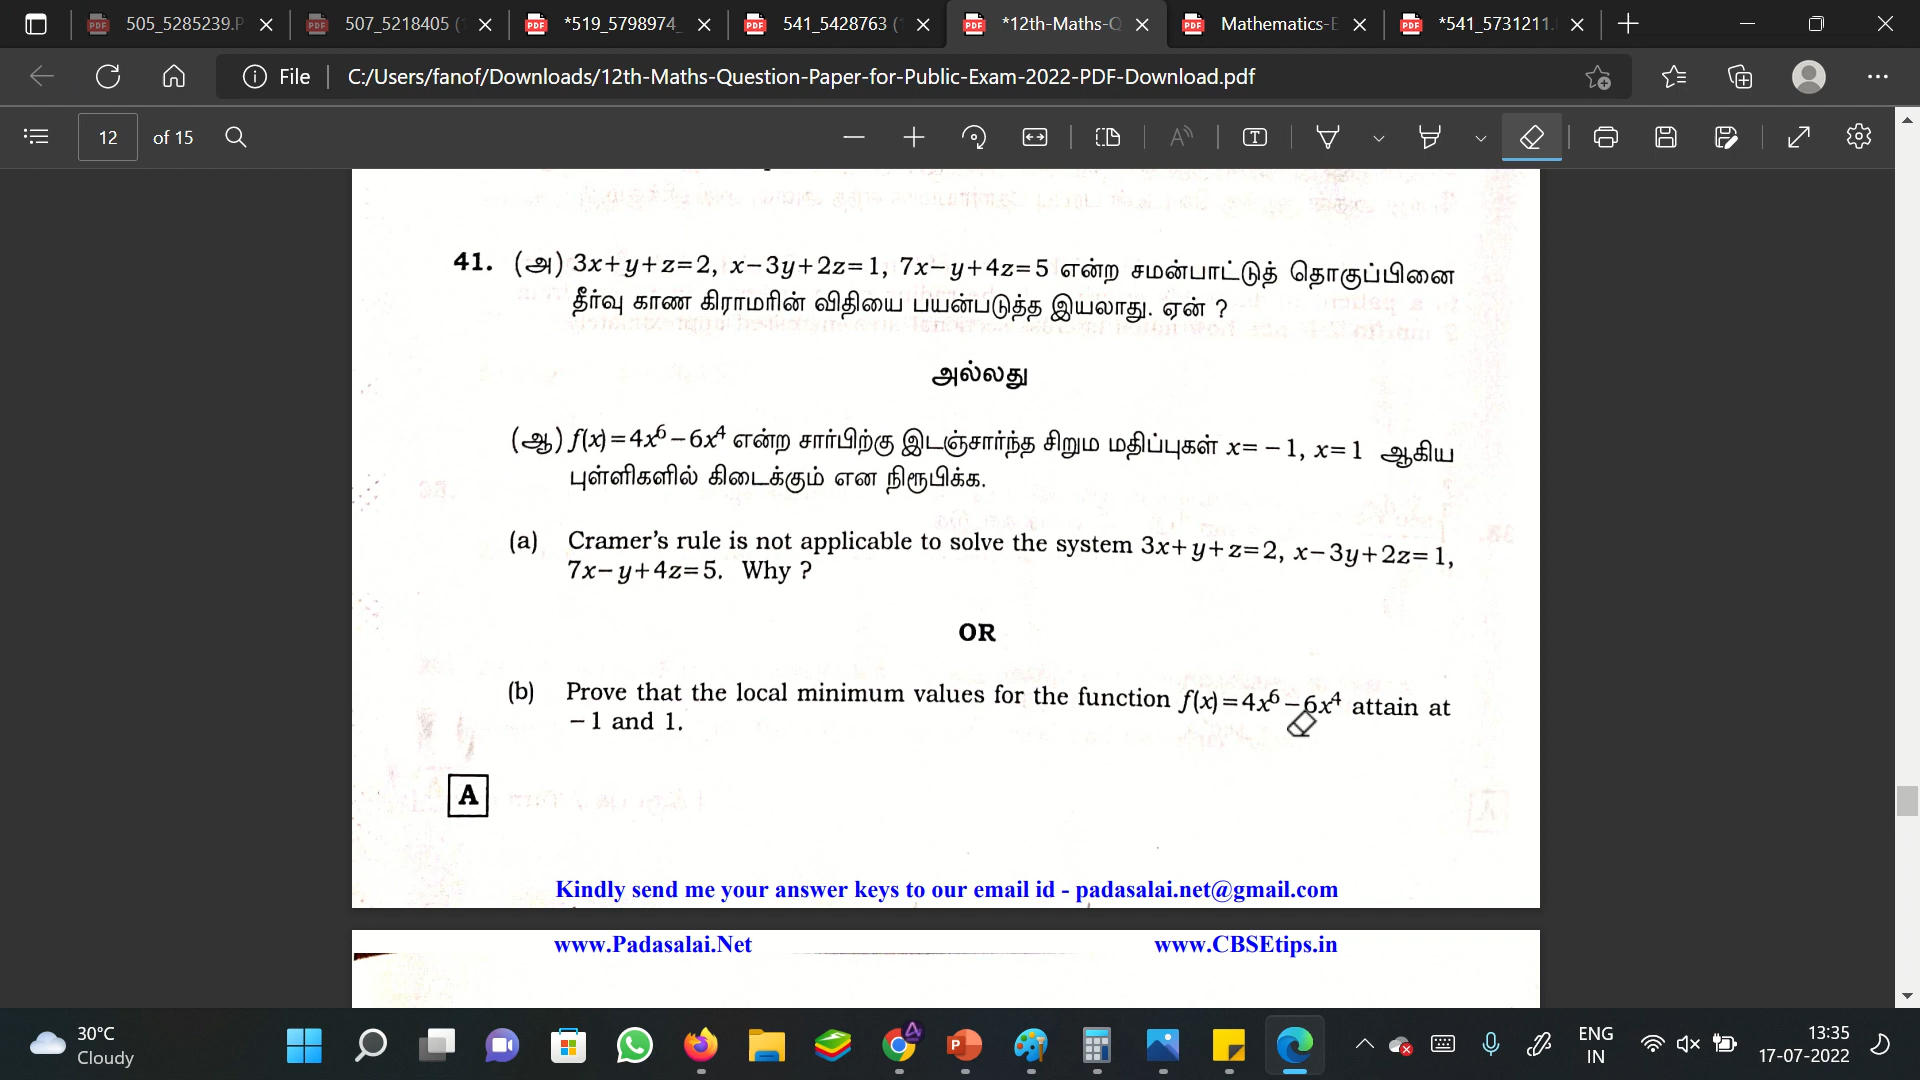 505_5285239.P
507_5218405 (
*519_5798974_
541_5428763 (
*12th-Maths-Q
Mathematics-E
*541_5731211.
File
C:/Users/fanof/Downloads/12th-Maths-Question-Paper-for-Public-Exam-2022-PDF-Download.pdf
12 of 15
41. (அ) 3x+y+z=2, x−3y+2z=1, 7x−y+4z=5 என்ற சமன்பாட்டுத் தொகுப்பினை
தீர்வு காண கிராமரின் விதியை பயன்படுத்த இயலாது. ஏன் ?
அல்லது
(ஆ) f(x)=4x⁶−6x⁴ என்ற சார்பிற்கு இடஞ்சார்ந்த சிறும மதிப்புகள் x=−1, x=1 ஆகிய
புள்ளிகளில் கிடைக்கும் என நிரூபிக்க.
(a) Cramer's rule is not applicable to solve the system 3x+y+z=2, x−3y+2z=1,
7x−y+4z=5. Why ?
OR
(b) Prove that the local minimum values for the function f(x)=4x⁶−6x⁴ attain at
−1 and 1.
A
Kindly send me your answer keys to our email id - padasalai.net@gmail.com
www.Padasalai.Net www.CBSEtips.in
30°C
Cloudy
ENG
IN
13:35
17-07-2022